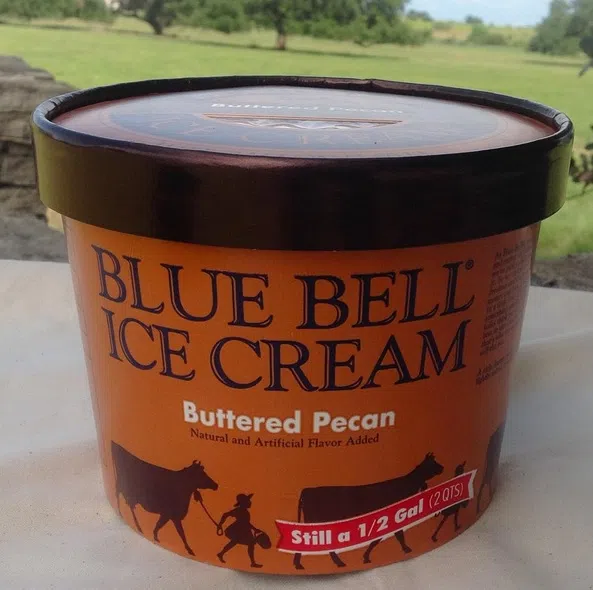 Buttered Pecan
BLUE BELL®
ICE CREAM
Buttered Pecan
Natural and Artificial Flavor Added
Still a 1/2 Gal (2 QTS)